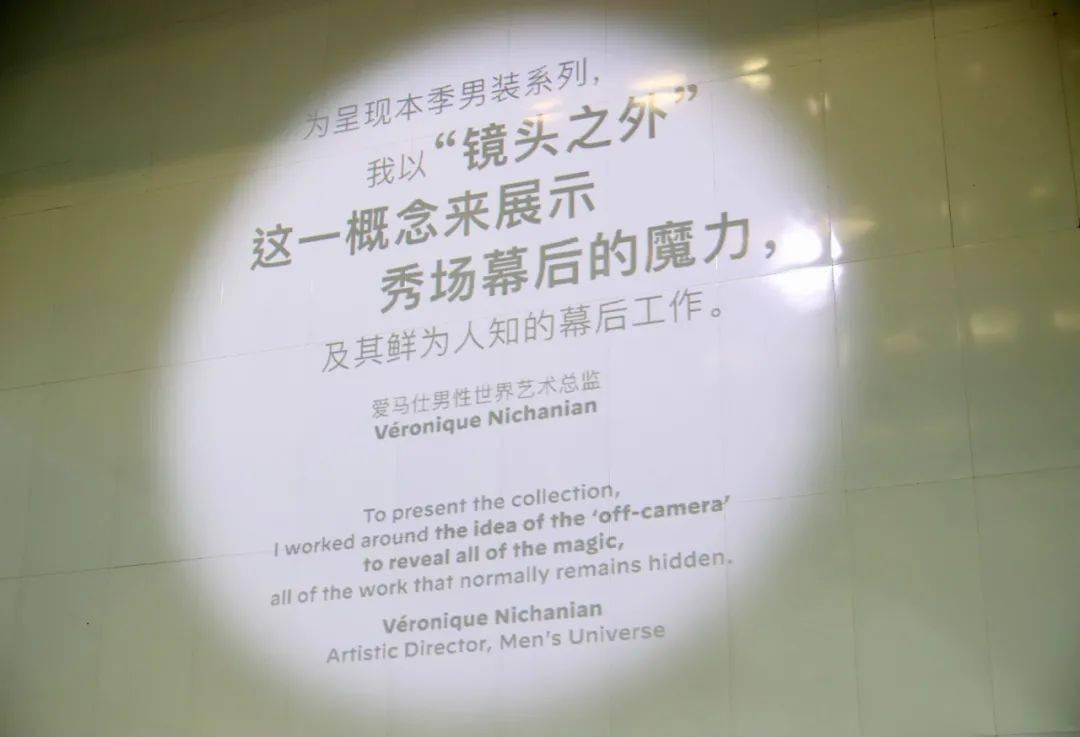 为呈现本季男装系列，
我以“镜头之外”
这一概念来展示
秀场幕后的魔力，
及其鲜为人知的幕后工作。
爱马仕男性世界艺术总监
Véronique Nichanian
To present the collection,
I worked around the idea of the ‘off-camera’
to reveal all of the magic,
all of the work that normally remains hidden.
Véronique Nichanian
Artistic Director, Men’s Universe